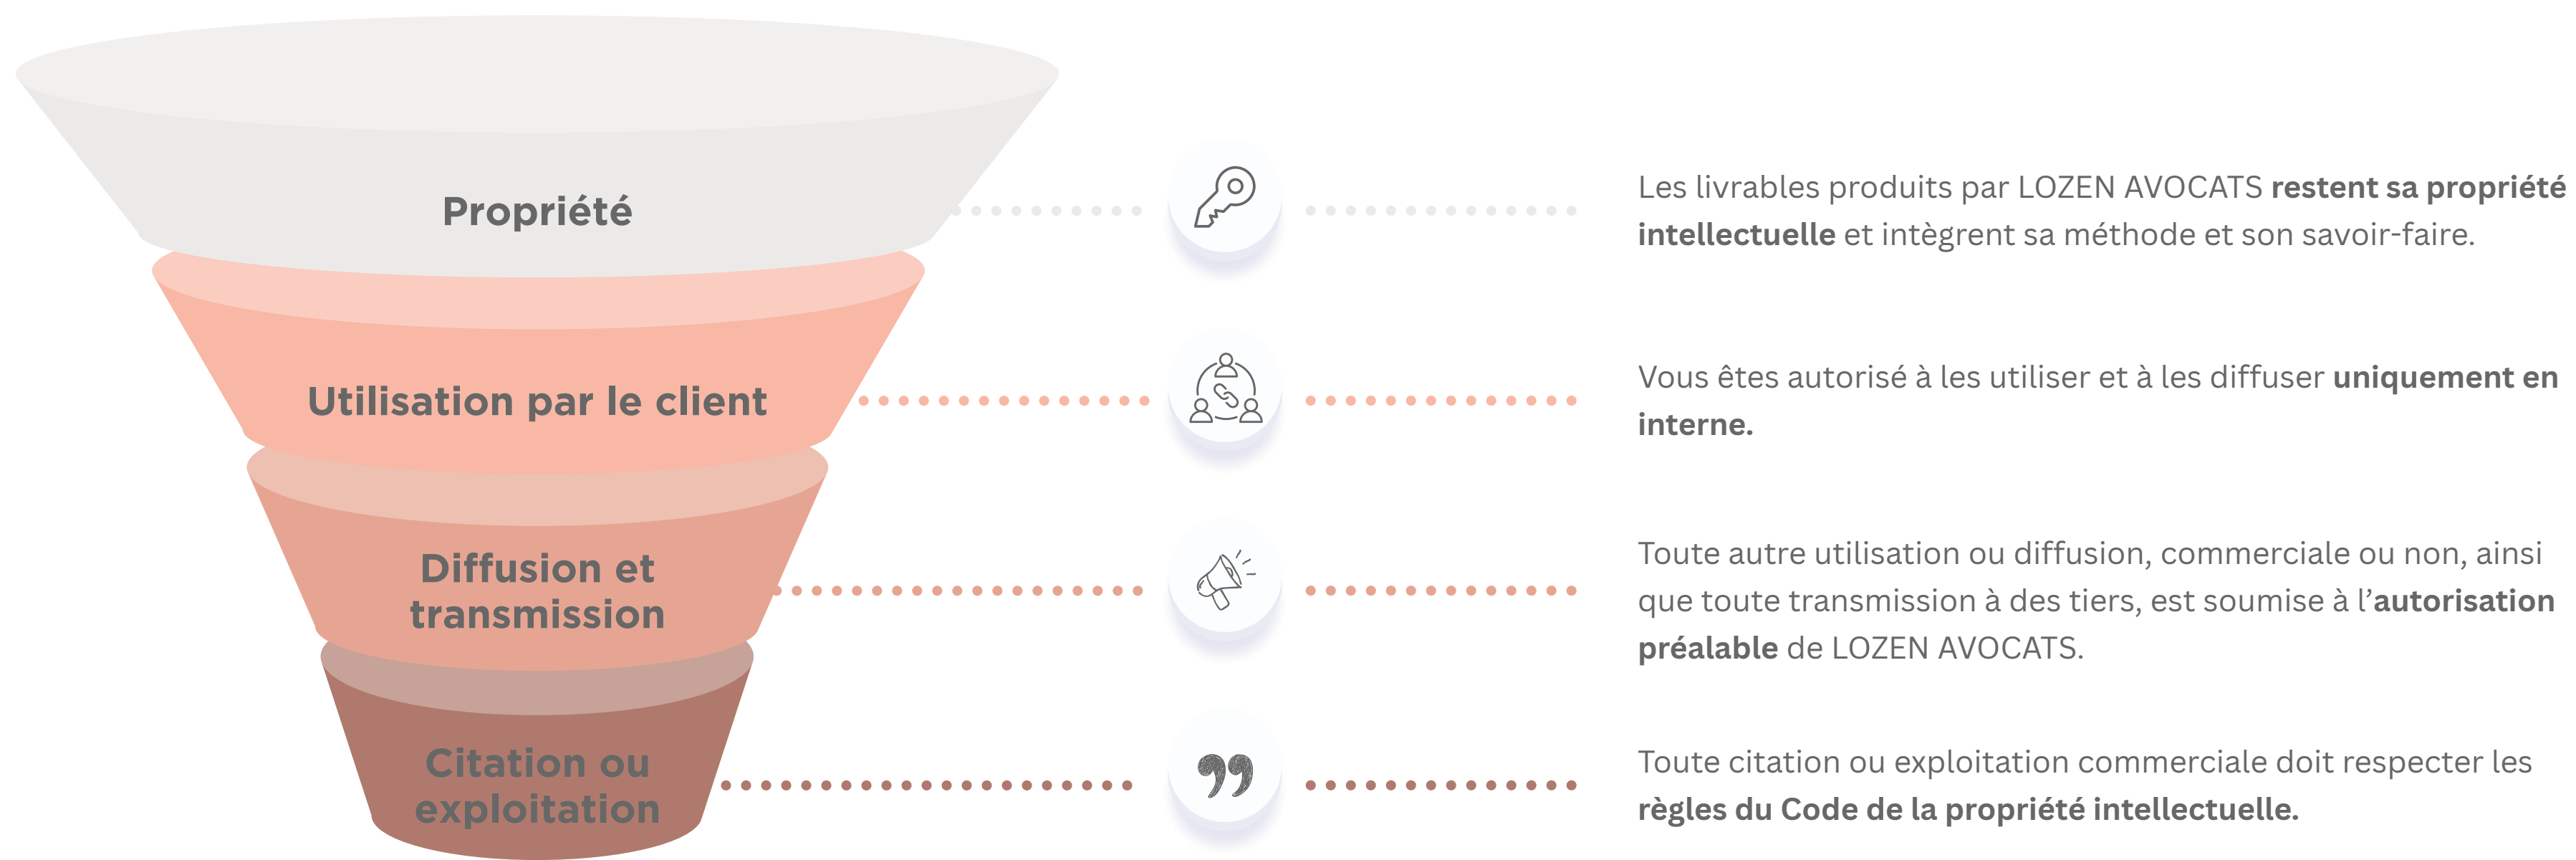 Propriété
Les livrables produits par LOZEN AVOCATS restent sa propriété
intellectuelle et intègrent sa méthode et son savoir-faire.
Utilisation par le client
Vous êtes autorisé à les utiliser et à les diffuser uniquement en
interne.
Diffusion et
transmission
Toute autre utilisation ou diffusion, commerciale ou non, ainsi
que toute transmission à des tiers, est soumise à l’autorisation
préalable de LOZEN AVOCATS.
Citation ou
exploitation
Toute citation ou exploitation commerciale doit respecter les
règles du Code de la propriété intellectuelle.